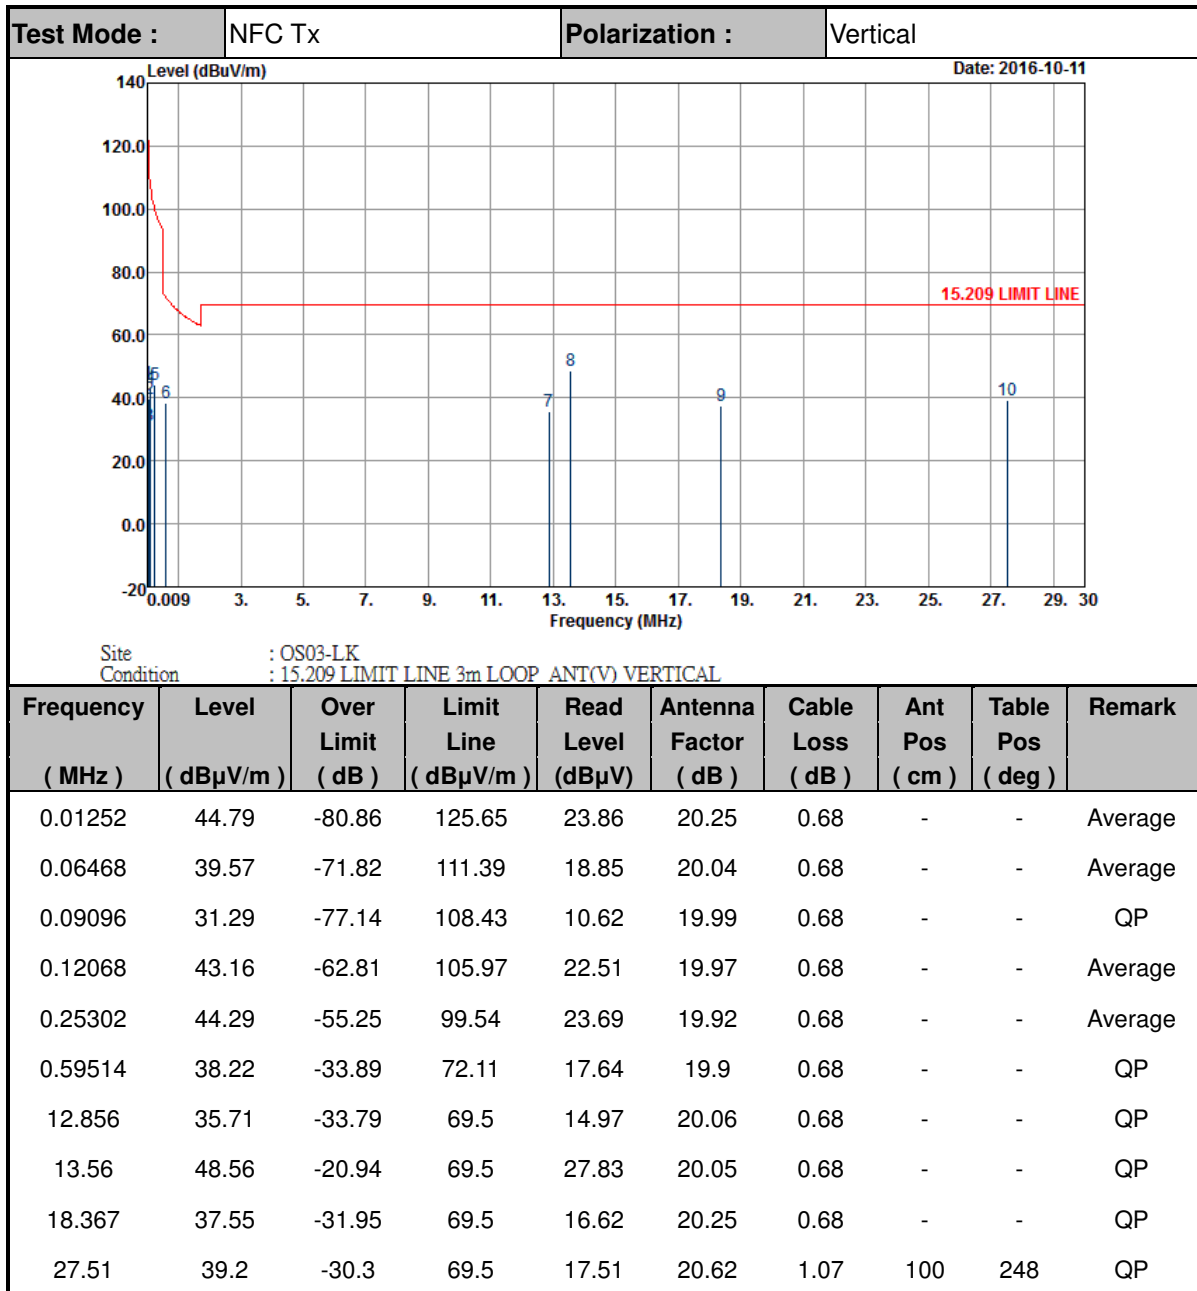 Test Mode : NFC Tx Polarization : Vertical
Level (dBuV/m) Date: 2016-10-11
140
120.0
100.0
80.0
15.209 LIMIT LINE
60.0
40.0
20.0
0.0
-20
5 6 7 8 9 10
0.009 3. 5. 7. 9. 11. 13. 15. 17. 19. 21. 23. 25. 27. 29. 30
Frequency (MHz)
Site : OS03-LK
Condition : 15.209 LIMIT LINE 3m LOOP ANT(V) VERTICAL
Frequency Level Over Limit Read Antenna Cable Ant Table Remark
Limit Line Level Factor Loss Pos Pos
( MHz ) ( dBµV/m ) ( dB ) ( dBµV/m ) (dBµV) ( dB ) ( dB ) ( cm ) ( deg )
0.01252 44.79 -80.86 125.65 23.86 20.25 0.68 - - Average
0.06468 39.57 -71.82 111.39 18.85 20.04 0.68 - - Average
0.09096 31.29 -77.14 108.43 10.62 19.99 0.68 - - QP
0.12068 43.16 -62.81 105.97 22.51 19.97 0.68 - - Average
0.25302 44.29 -55.25 99.54 23.69 19.92 0.68 - - Average
0.59514 38.22 -33.89 72.11 17.64 19.9 0.68 - - QP
12.856 35.71 -33.79 69.5 14.97 20.06 0.68 - - QP
13.56 48.56 -20.94 69.5 27.83 20.05 0.68 - - QP
18.367 37.55 -31.95 69.5 16.62 20.25 0.68 - - QP
27.51 39.2 -30.3 69.5 17.51 20.62 1.07 100 248 QP